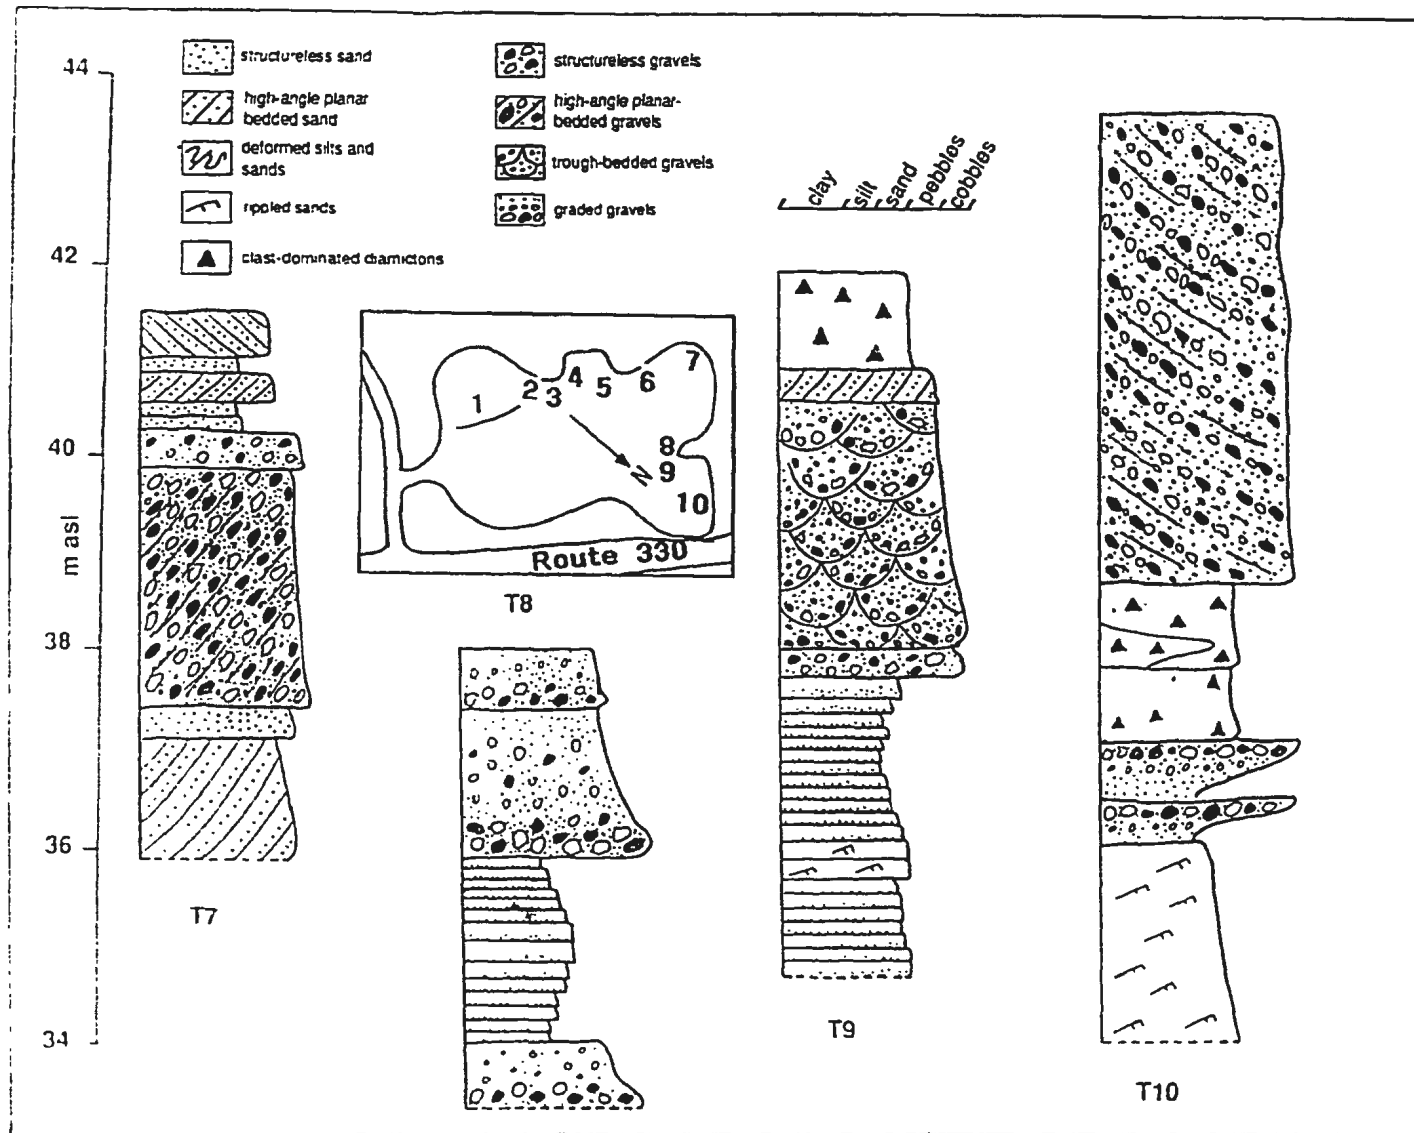 44
42
40
38
36
34
m asl
structureless sand
high-angle planar
bedded sand
deformed silts and
sands
rippled sands
clast-dominated diamictons
structureless gravels
high-angle planar-
bedded gravels
trough-bedded gravels
graded gravels
clay
silt
sand
pebbles
cobbles
1
2
3
4
5
6
7
8
9
10
N
Route 330
T7
T8
T9
T10